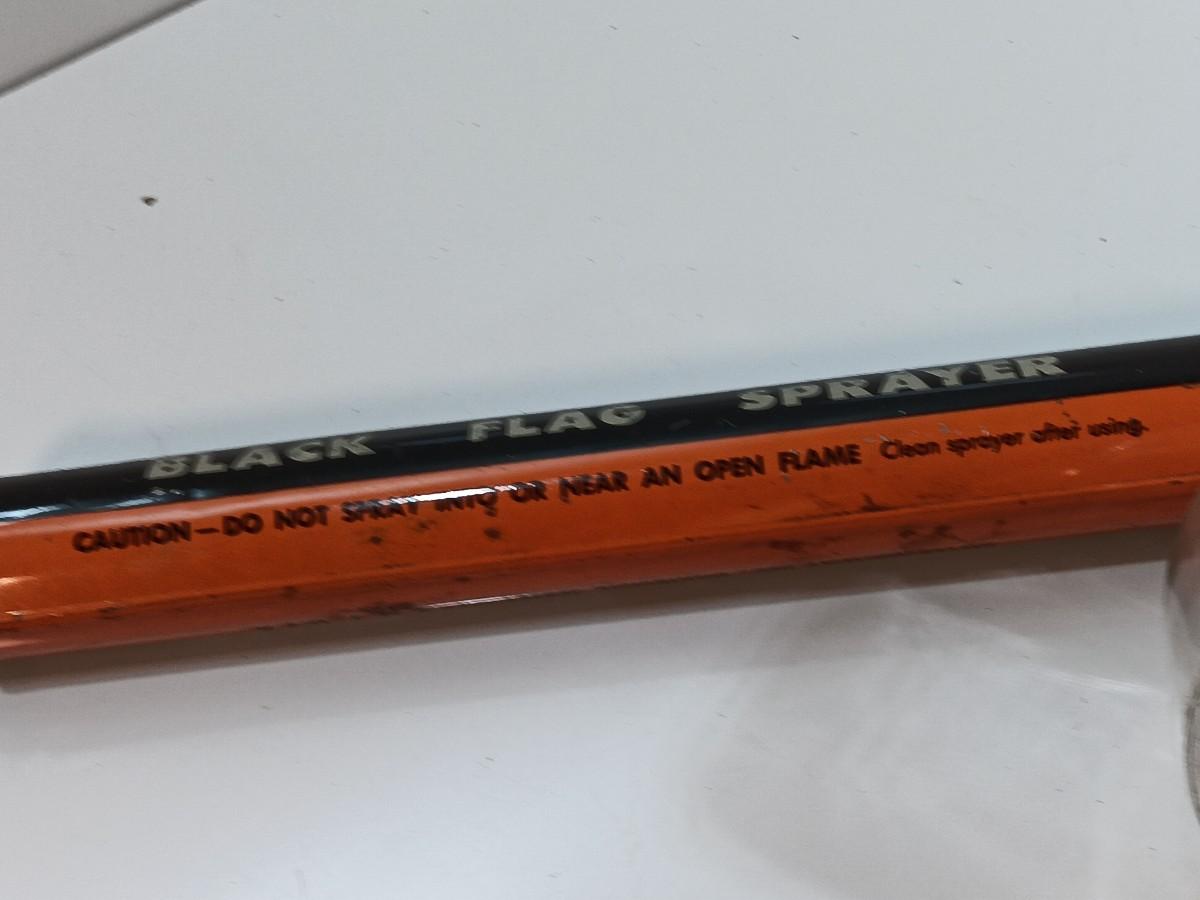 BLACK FLAG SPRAYER
CAUTION—DO NOT SPRAY INTO OR NEAR AN OPEN FLAME Clean sprayer after using.